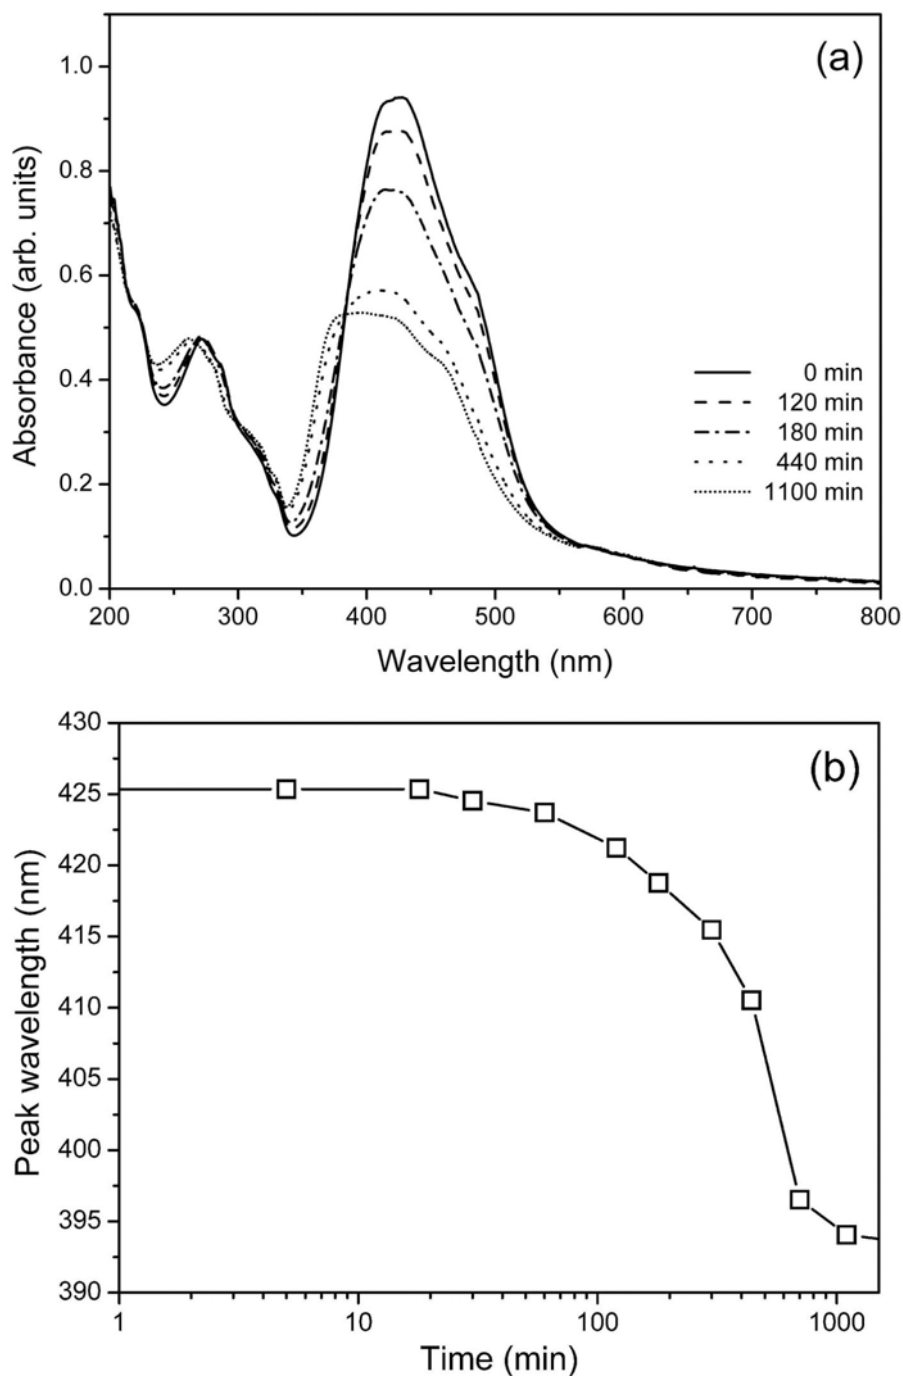 (a)
1.0
0.8
0.6
0.4
0.2
0.0
Absorbance (arb. units)
0 min
120 min
180 min
440 min
1100 min
200 300 400 500 600 700 800
Wavelength (nm)
(b)
430
425
420
415
410
405
400
395
390
Peak wavelength (nm)
1 10 100 1000
Time (min)